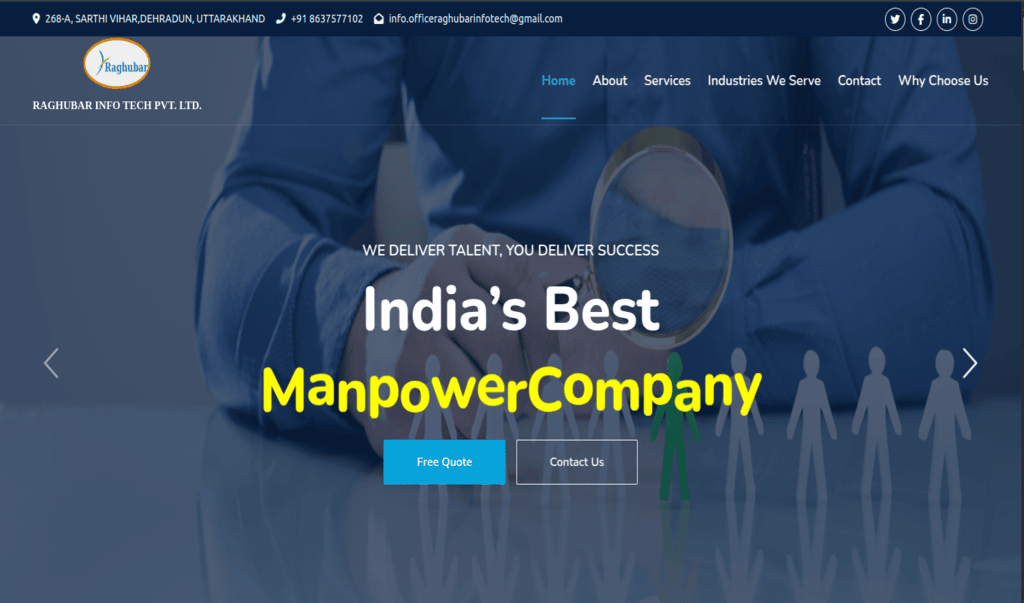 268-A, SARTHI VIHAR,DEHRADUN, UTTARAKHAND +91 8637577102 info.officeraghubarinfotech@gmail.com
Raghubar
RAGHUBAR INFO TECH PVT. LTD.
Home About Services Industries We Serve Contact Why Choose Us
WE DELIVER TALENT, YOU DELIVER SUCCESS
India's Best
ManpowerCompany
Free Quote Contact Us